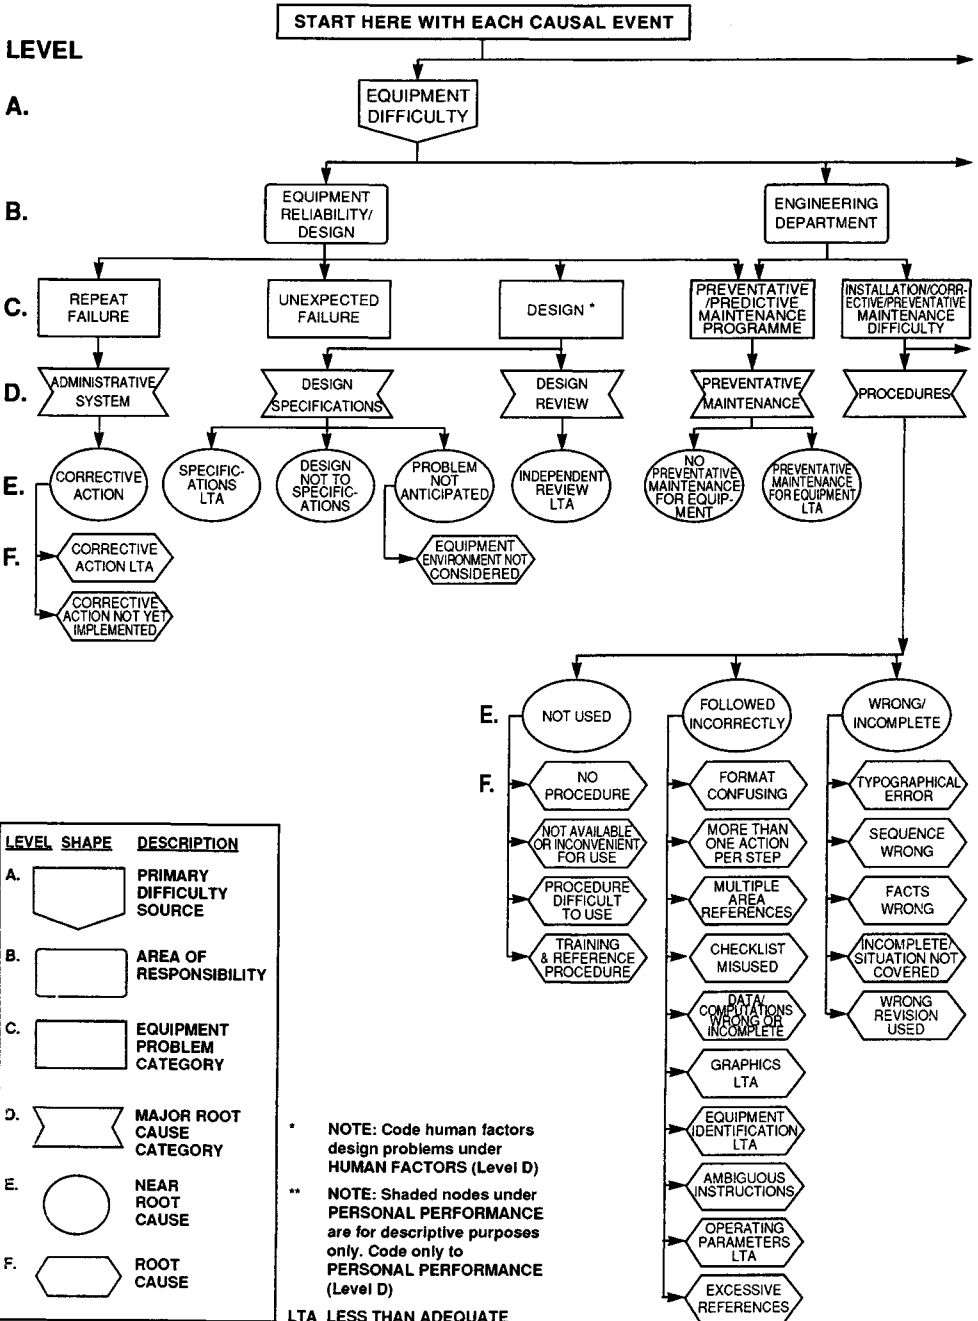 START HERE WITH EACH CAUSAL EVENT
LEVEL
A.
EQUIPMENT
DIFFICULTY
B.
EQUIPMENT
RELIABILITY/
DESIGN
ENGINEERING
DEPARTMENT
C.
REPEAT
FAILURE
UNEXPECTED
FAILURE
DESIGN *
PREVENTATIVE
/PREDICTIVE
MAINTENANCE
PROGRAMME
INSTALLATION/CORR-
ECTIVE/PREVENTATIVE
MAINTENANCE
DIFFICULTY
D.
ADMINISTRATIVE
SYSTEM
DESIGN
SPECIFICATIONS
DESIGN
REVIEW
PREVENTATIVE
MAINTENANCE
PROCEDURES
E.
CORRECTIVE
ACTION
SPECIFIC-
ATIONS
LTA
DESIGN
NOT TO
SPECIFIC-
ATIONS
PROBLEM
NOT
ANTICIPATED
INDEPENDENT
REVIEW
LTA
NO
PREVENTATIVE
MAINTENANCE
FOR EQUIP-
MENT
PREVENTATIVE
MAINTENANCE
FOR EQUIPMENT
LTA
F.
CORRECTIVE
ACTION LTA
EQUIPMENT
ENVIRONMENT NOT
CONSIDERED
CORRECTIVE
ACTION NOT YET
IMPLEMENTED
E.
NOT USED
FOLLOWED
INCORRECTLY
WRONG/
INCOMPLETE
F.
NO
PROCEDURE
NOT AVAILABLE
OR INCONVENIENT
FOR USE
PROCEDURE
DIFFICULT
TO USE
TRAINING
& REFERENCE
PROCEDURE
FORMAT
CONFUSING
MORE THAN
ONE ACTION
PER STEP
MULTIPLE
AREA
REFERENCES
CHECKLIST
MISUSED
DATA/
COMPUTATIONS
WRONG OR
INCOMPLETE
GRAPHICS
LTA
EQUIPMENT
IDENTIFICATION
LTA
AMBIGUOUS
INSTRUCTIONS
OPERATING
PARAMETERS
LTA
EXCESSIVE
REFERENCES
TYPOGRAPHICAL
ERROR
SEQUENCE
WRONG
FACTS
WRONG
INCOMPLETE/
SITUATION NOT
COVERED
WRONG
REVISION
USED
LEVEL SHAPE DESCRIPTION
A. PRIMARY
DIFFICULTY
SOURCE
B. AREA OF
RESPONSIBILITY
C. EQUIPMENT
PROBLEM
CATEGORY
D. MAJOR ROOT
CAUSE
CATEGORY
E. NEAR
ROOT
CAUSE
F. ROOT
CAUSE
* NOTE: Code human factors
design problems under
HUMAN FACTORS (Level D)
** NOTE: Shaded nodes under
PERSONAL PERFORMANCE
are for descriptive purposes
only. Code only to
PERSONAL PERFORMANCE
(Level D)
LTA LESS THAN ADEQUATE